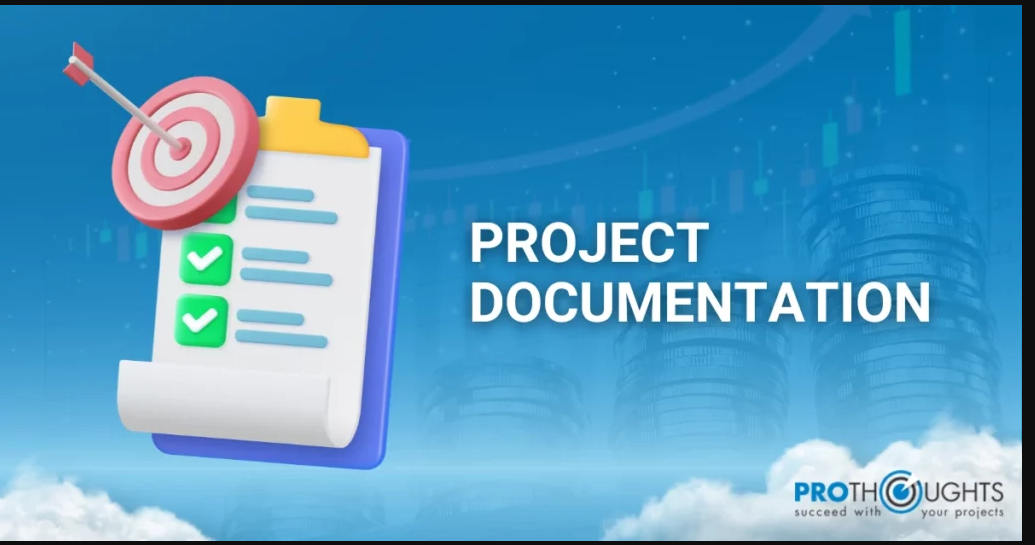 PROJECT
DOCUMENTATION
PROTHOUGHTS
succeed with your projects